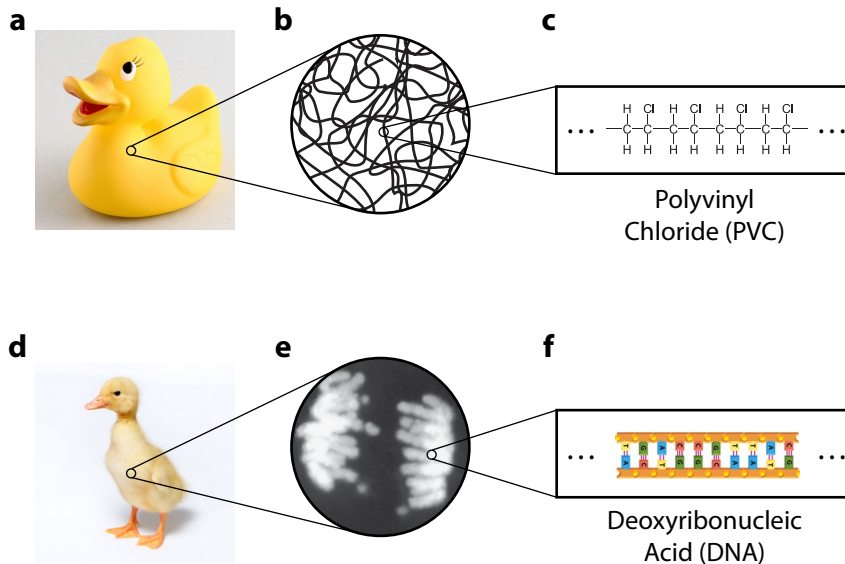 a b c
... H Cl H Cl H Cl H Cl ...
C C C C C C C C
H H H H H H H H
Polyvinyl
Chloride (PVC)
d e f
... T G A C C G T T A C ...
A C T G G C A A T G
Deoxyribonucleic
Acid (DNA)